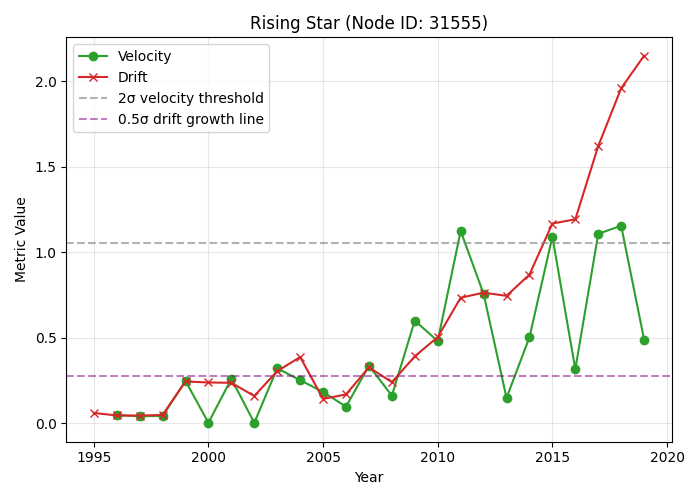 Rising Star (Node ID: 31555)
Velocity
Drift
2σ velocity threshold
0.5σ drift growth line
Metric Value
2.0
1.5
1.0
0.5
0.0
1995 2000 2005 2010 2015 2020
Year